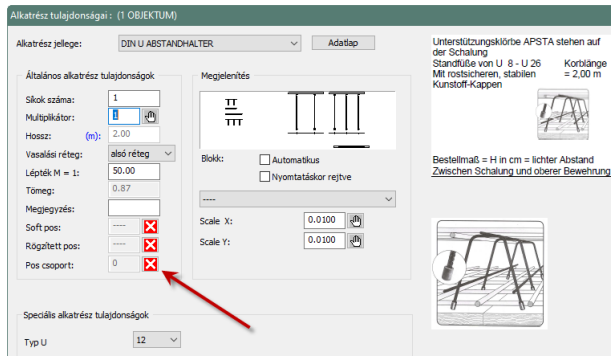 Alkatrész tulajdonságai : (1 OBJEKTUM)
Alkatrész jellege: DIN U ABSTANDHALTER Adatlap
Általános alkatrész tulajdonságok
Síkok száma: 1
Multiplikátor: 1
Hossz: (m): 2.00
Vasalási réteg: alsó réteg
Lépték M = 1: 50.00
Tömeg: 0.87
Megjegyzés:
Soft pos: ----
Rögzített pos: ----
Pos csoport: 0
Megjelenítés
Blokk: Automatikus
Nyomtatáskor rejtve
----
Scale X: 0.0100
Scale Y: 0.0100
Speciális alkatrész tulajdonságok
Typ U 12
Unterstützungsklörbe APSTA stehen auf
der Schalung
Standfüße von U 8 - U 26 Korblänge
Mit rostsicheren, stabilen = 2,00 m
Kunstoff-Kappen
Bestellmaß = H in cm = lichter Abstand
Zwischen Schalung und oberer Bewehrung